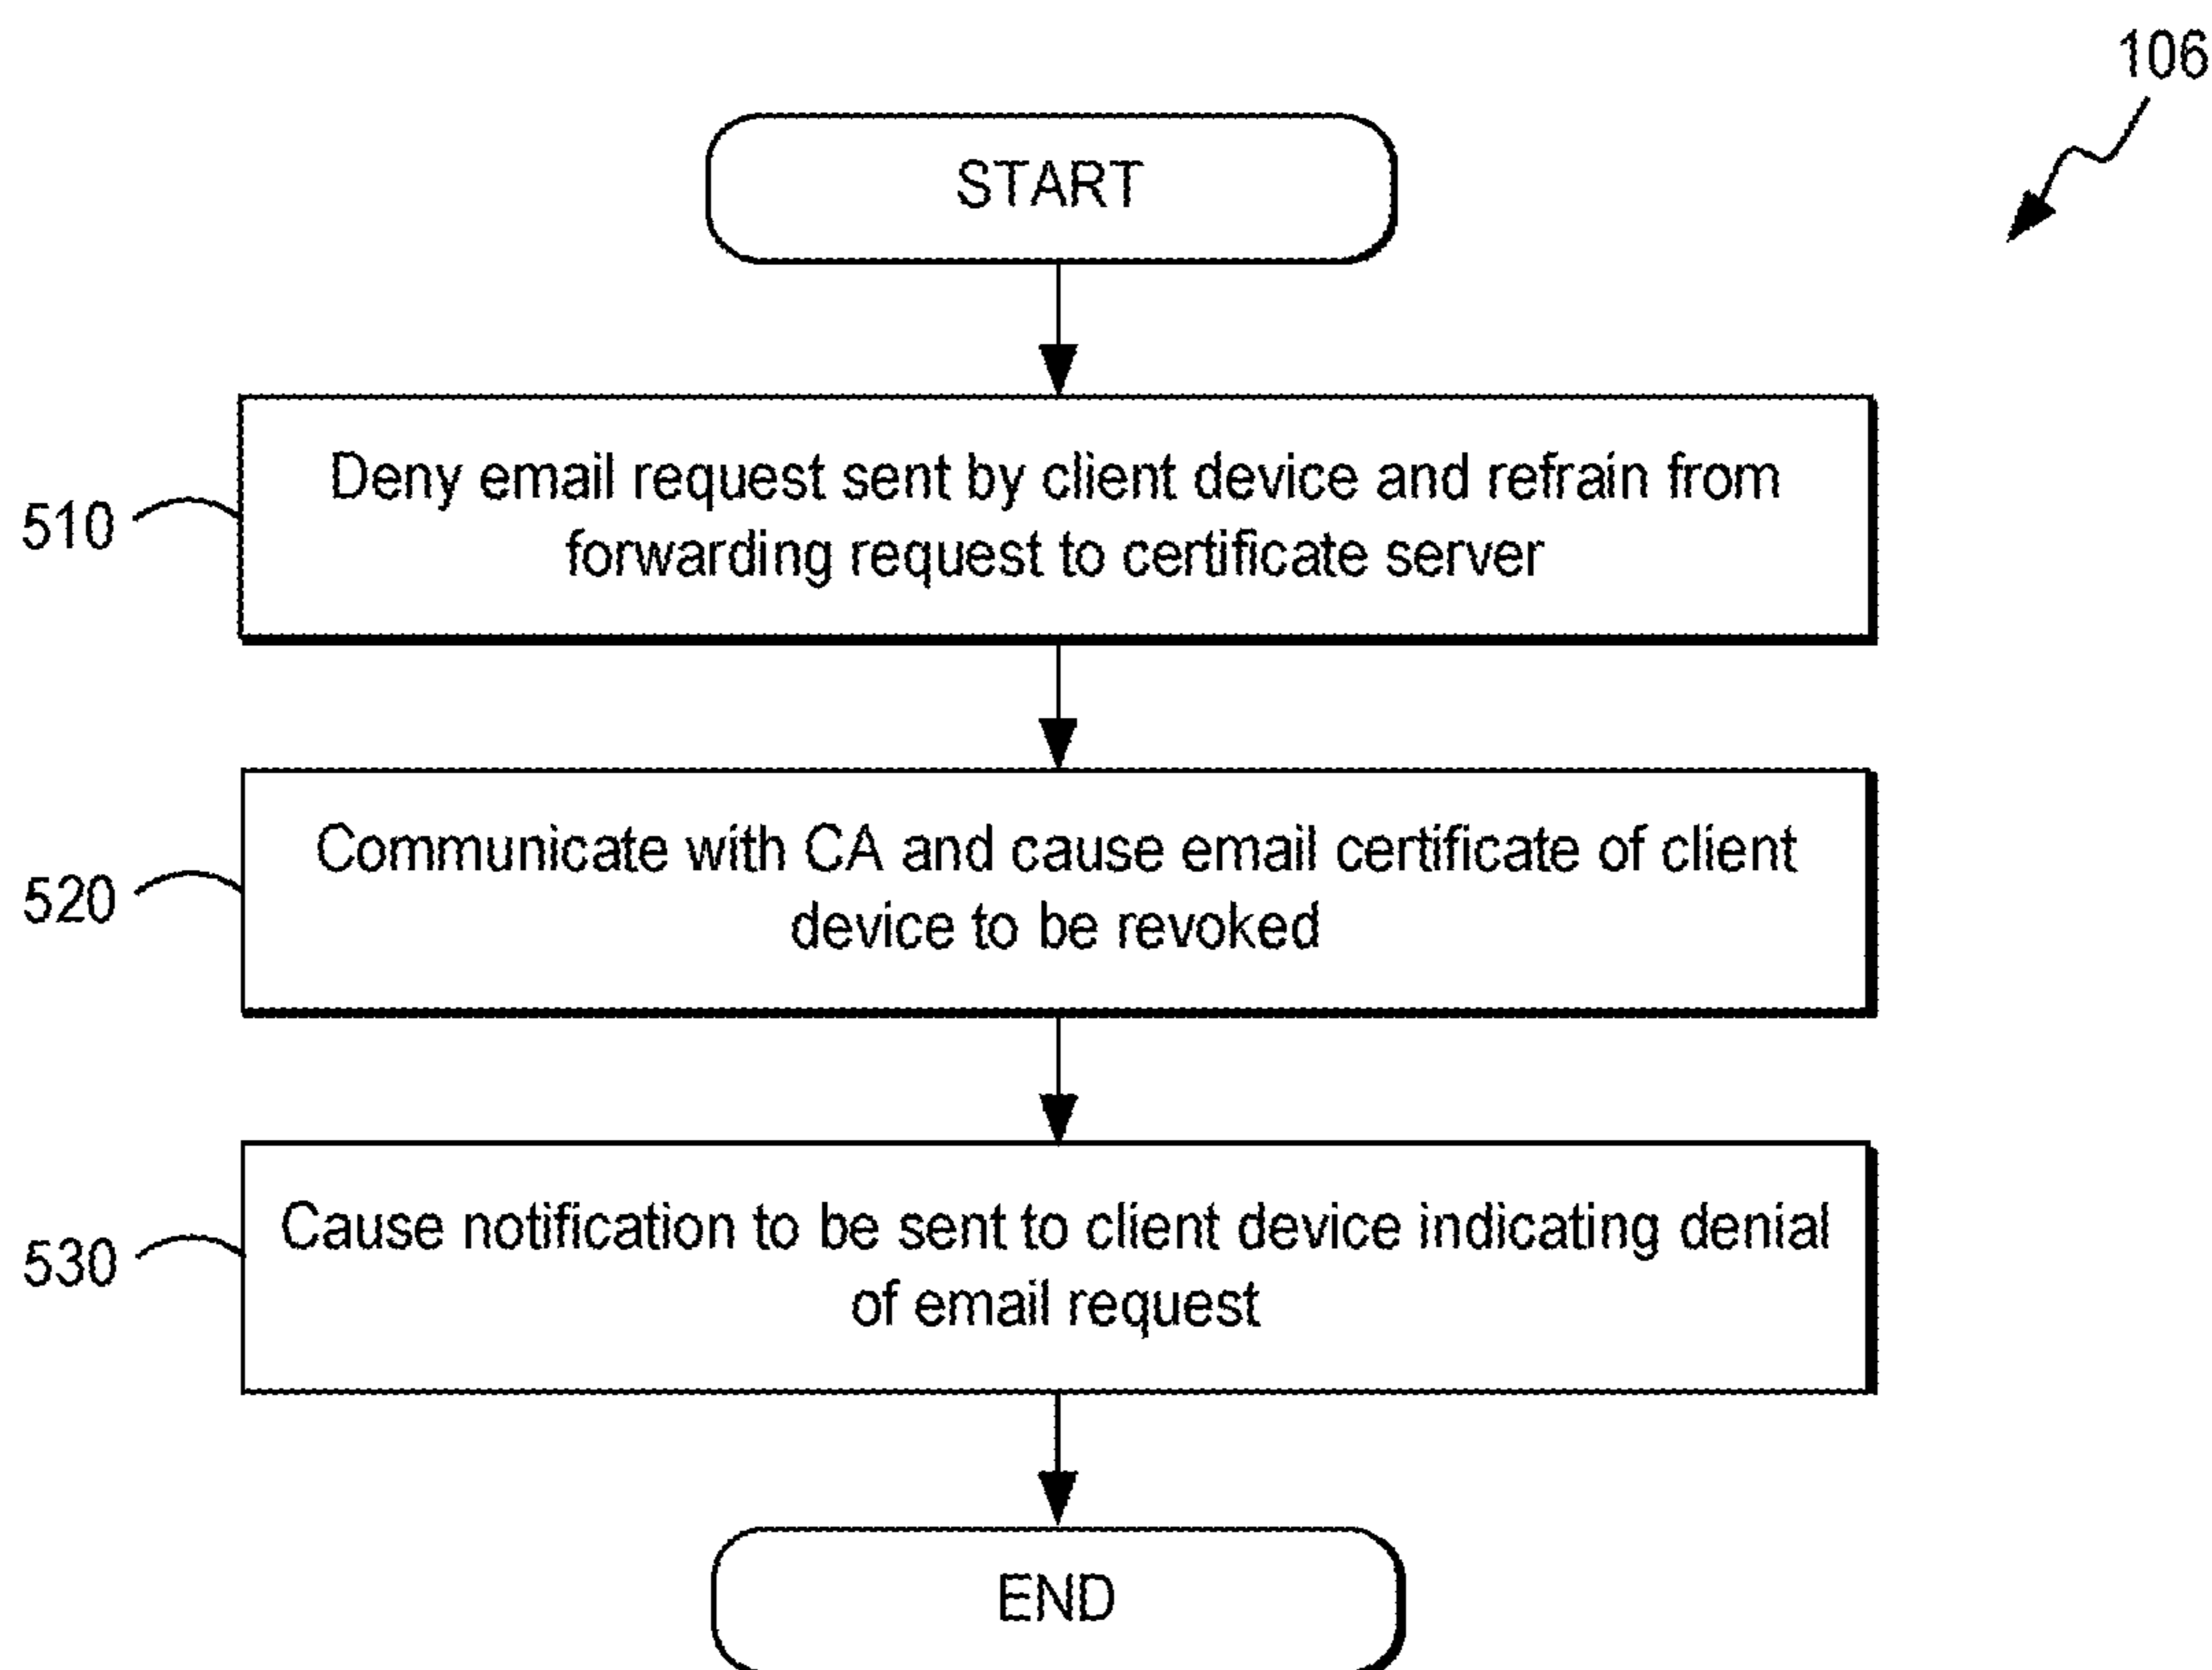 106
START
510
Deny email request sent by client device and refrain from
forwarding request to certificate server
520
Communicate with CA and cause email certificate of client
device to be revoked
530
Cause notification to be sent to client device indicating denial
of email request
END